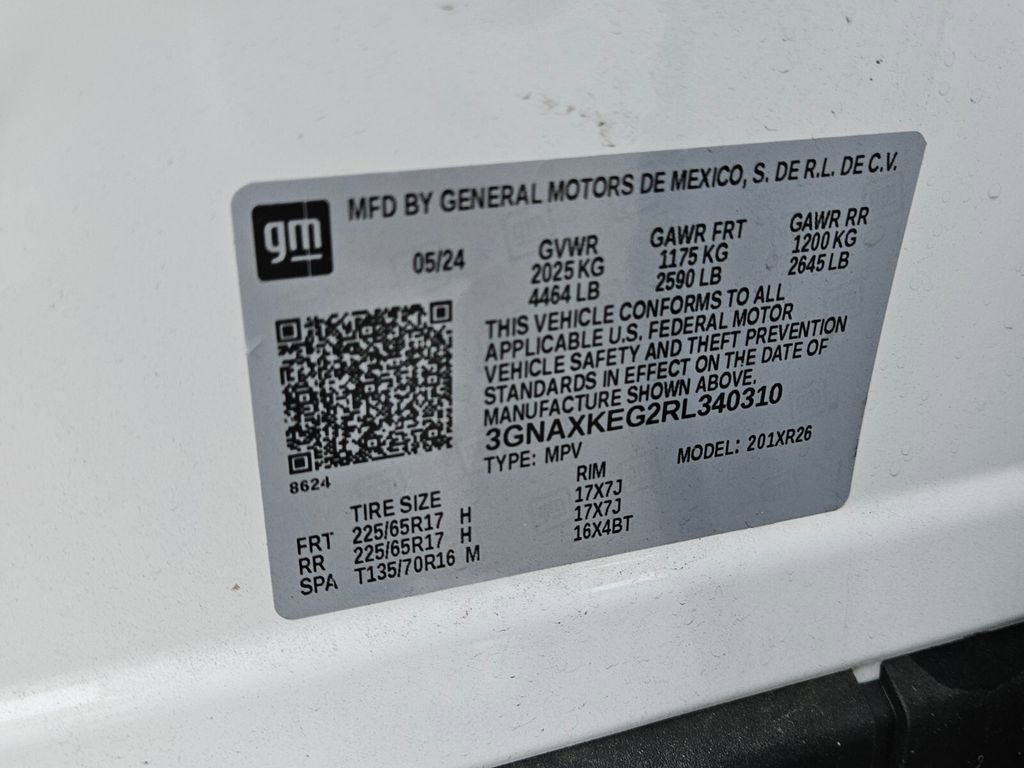 gm
MFD BY GENERAL MOTORS DE MEXICO, S. DE R.L. DE C.V.
05/24 GVWR GAWR FRT GAWR RR
2025 KG 1175 KG 1200 KG
4464 LB 2590 LB 2645 LB
THIS VEHICLE CONFORMS TO ALL
APPLICABLE U.S. FEDERAL MOTOR
VEHICLE SAFETY AND THEFT PREVENTION
STANDARDS IN EFFECT ON THE DATE OF
MANUFACTURE SHOWN ABOVE.
3GNAXKEG2RL340310
TYPE: MPV MODEL: 201XR26
8624
TIRE SIZE RIM
FRT 225/65R17 H 17X7J
RR 225/65R17 H 17X7J
SPA T135/70R16 M 16X4BT